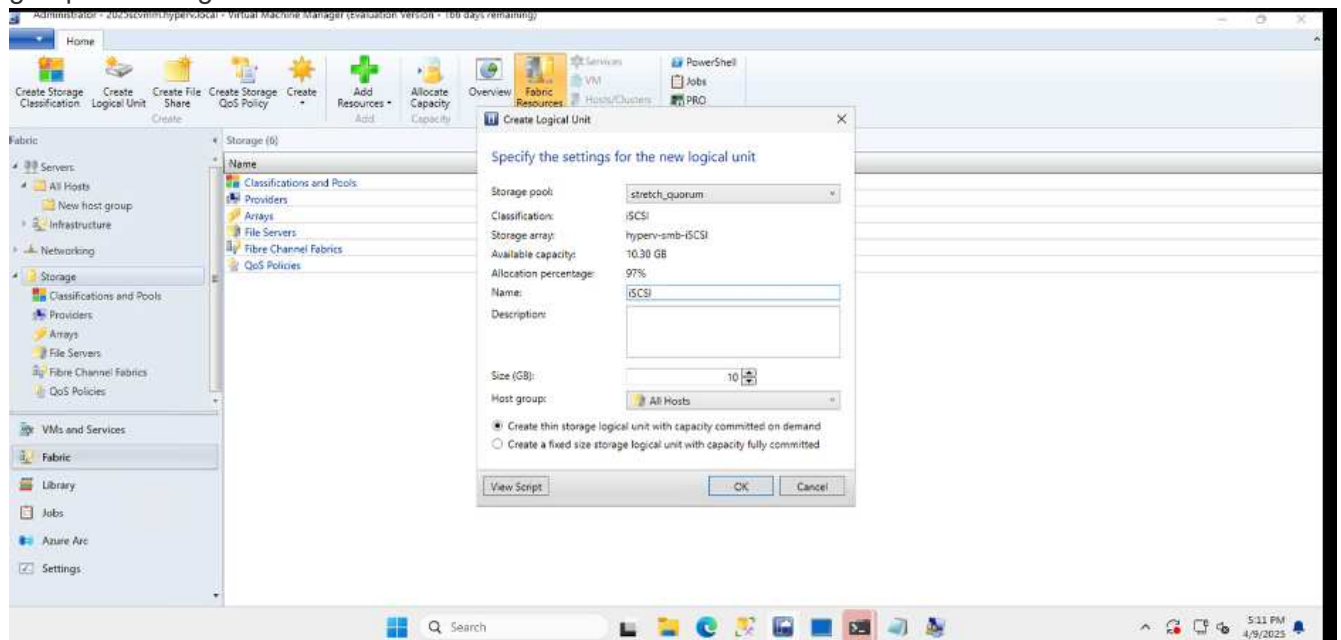 Administrator - 2025scvmm.hyperv.local - Virtual Machine Manager (Evaluation Version - 166 days remaining)
Home
Create Storage Classification
Create Logical Unit
Create File Share
Create Storage QoS Policy
Create
Add Resources
Allocate Capacity
Overview
Fabric Resources
Services
VM
Hosts/Clusters
PowerShell
Jobs
PRO
Create
Add
Capacity
Fabric
Servers
All Hosts
New host group
Infrastructure
Networking
Storage
Classifications and Pools
Providers
Arrays
File Servers
Fibre Channel Fabrics
QoS Policies
VMs and Services
Fabric
Library
Jobs
Azure Arc
Settings
Storage (6)
Name
Classifications and Pools
Providers
Arrays
File Servers
Fibre Channel Fabrics
QoS Policies
Create Logical Unit
Specify the settings for the new logical unit
Storage pool: stretch_quorum
Classification: iSCSI
Storage array: hyperv-smb-iSCSI
Available capacity: 10.30 GB
Allocation percentage: 97%
Name: iSCSI
Description:
Size (GB): 10
Host group: All Hosts
Create thin storage logical unit with capacity committed on demand
Create a fixed size storage logical unit with capacity fully committed
View Script
OK
Cancel
Search
5:11 PM
4/9/2025